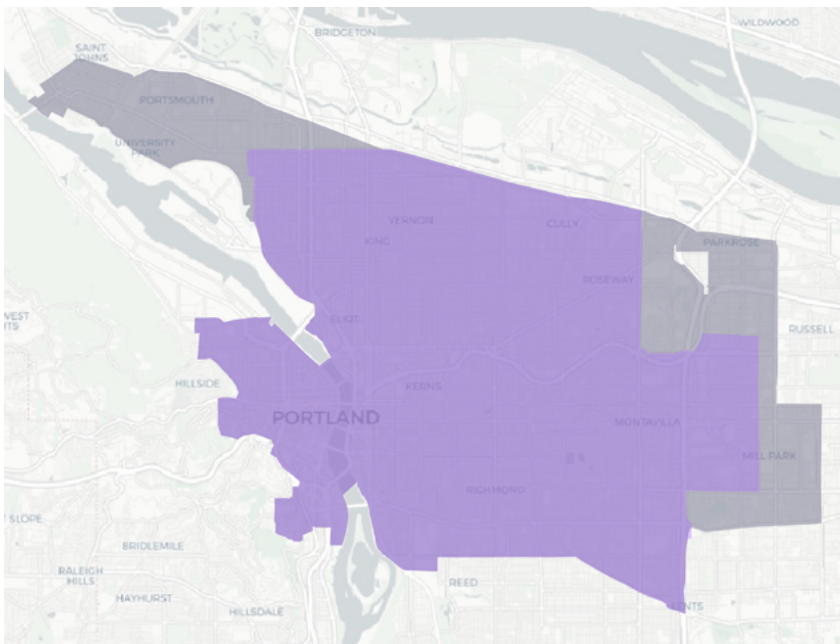 WILDWOOD
BRIDGETON
SAINT
JOHNS
PORTSMOUTH
UNIVERSITY
PARK
VERNON
CULLY
KING
PARKROSE
ROSEWAY
WEST
ELIOT
RUSSELL
HILLSIDE
KERNS
PORTLAND
MONTAVILLA
MILL PARK
RICHMOND
T SLOPE
BRIDLEMILE
RALEIGH
HILLS
REED
HAYHURST
HILLSDALE
LENTS